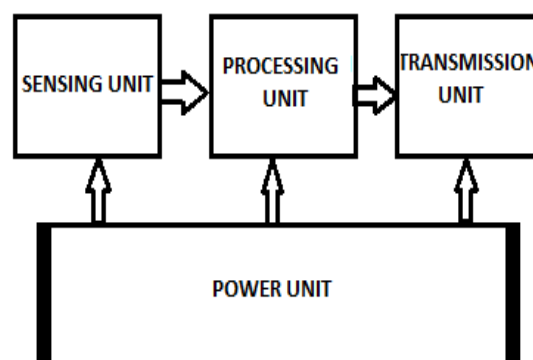 SENSING UNIT
PROCESSING
UNIT
TRANSMISSION
UNIT
POWER UNIT